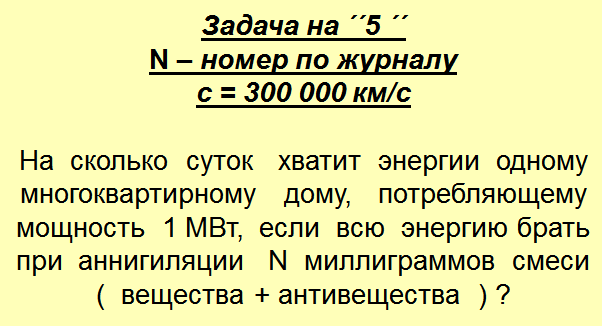 Задача на ´´5 ´´
N – номер по журналу
с = 300 000 км/с
На сколько суток хватит энергии одному
многоквартирному дому, потребляющему
мощность 1 МВт, если всю энергию брать
при аннигиляции N миллиграммов смеси
( вещества + антивещества ) ?